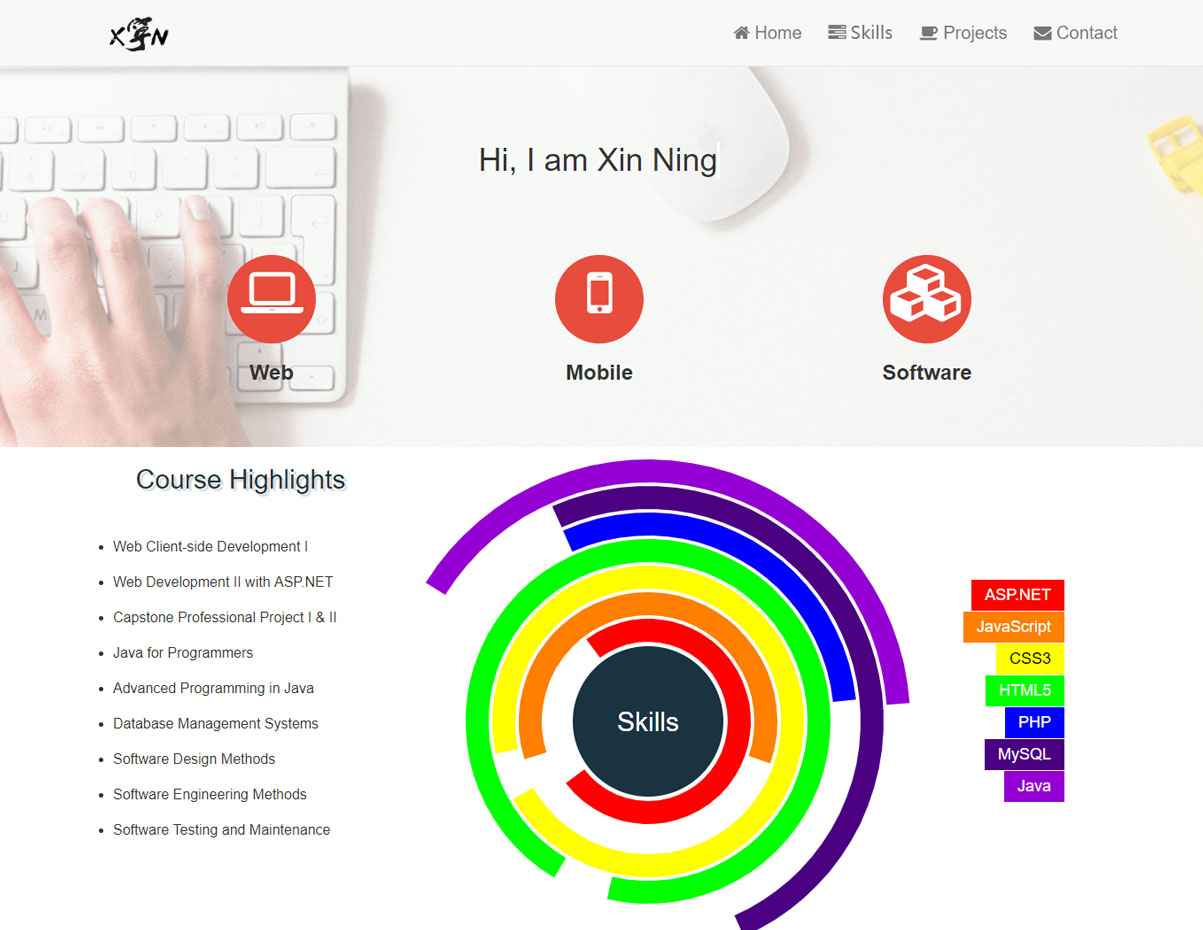 XN
Home Skills Projects Contact
Hi, I am Xin Ning
Web Mobile Software
Course Highlights
Web Client-side Development I
Web Development II with ASP.NET
Capstone Professional Project I & II
Java for Programmers
Advanced Programming in Java
Database Management Systems
Software Design Methods
Software Engineering Methods
Software Testing and Maintenance
Skills
ASP.NET
JavaScript
CSS3
HTML5
PHP
MySQL
Java